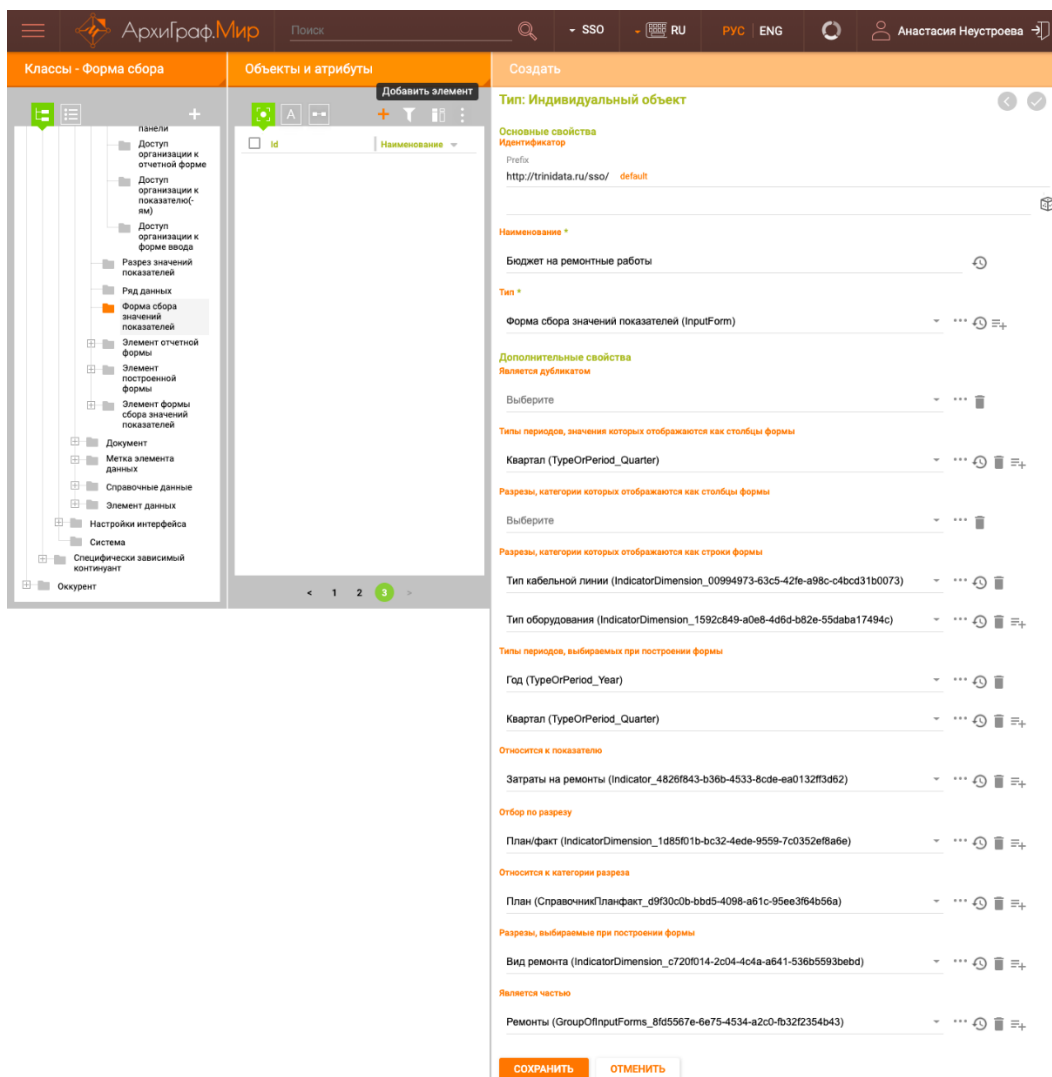 АрхиГраф.Мир
Поиск
SSO
RU
РУС
ENG
Анастасия Неустроева
Классы - Форма сбора
Объекты и атрибуты
Создать
Добавить элемент
панели
Доступ
организации к
отчетной форме
Доступ
организации к
показателю(-
ям)
Доступ
организации к
форме ввода
Разрез значений
показателей
Ряд данных
Форма сбора
значений
показателей
Элемент отчетной
формы
Элемент
построенной
формы
Элемент формы
сбора значений
показателей
Документ
Метка элемента
данных
Справочные данные
Элемент данных
Настройки интерфейса
Система
Специфически зависимый
континуант
Оккурент
A
Id
Наименование
< 1 2 3 >
Тип: Индивидуальный объект
Основные свойства
Идентификатор
Prefix
http://trinidata.ru/sso/ default
Наименование *
Бюджет на ремонтные работы
Тип *
Форма сбора значений показателей (InputForm)
Дополнительные свойства
Является дубликатом
Выберите
Типы периодов, значения которых отображаются как столбцы формы
Квартал (TypeOrPeriod_Quarter)
Разрезы, категории которых отображаются как столбцы формы
Выберите
Разрезы, категории которых отображаются как строки формы
Тип кабельной линии (IndicatorDimension_00994973-63c5-42fe-a98c-c4bcd31b0073)
Тип оборудования (IndicatorDimension_1592c849-a0e8-4d6d-b82e-55daba17494c)
Типы периодов, выбираемых при построении формы
Год (TypeOrPeriod_Year)
Квартал (TypeOrPeriod_Quarter)
Относится к показателю
Затраты на ремонты (Indicator_4826f843-b36b-4533-8cde-ea0132ff3d62)
Отбор по разрезу
План/факт (IndicatorDimension_1d85f01b-bc32-4ede-9559-7c0352ef8a6e)
Относится к категории разреза
План (СправочникПланфакт_d9f30c0b-bbd5-4098-a61c-95ee3f64b56a)
Разрезы, выбираемые при построении формы
Вид ремонта (IndicatorDimension_c720f014-2c04-4c4a-a641-536b5593bebd)
Является частью
Ремонты (GroupOfInputForms_8fd5567e-6e75-4534-a2c0-fb32f2354b43)
СОХРАНИТЬ
ОТМЕНИТЬ